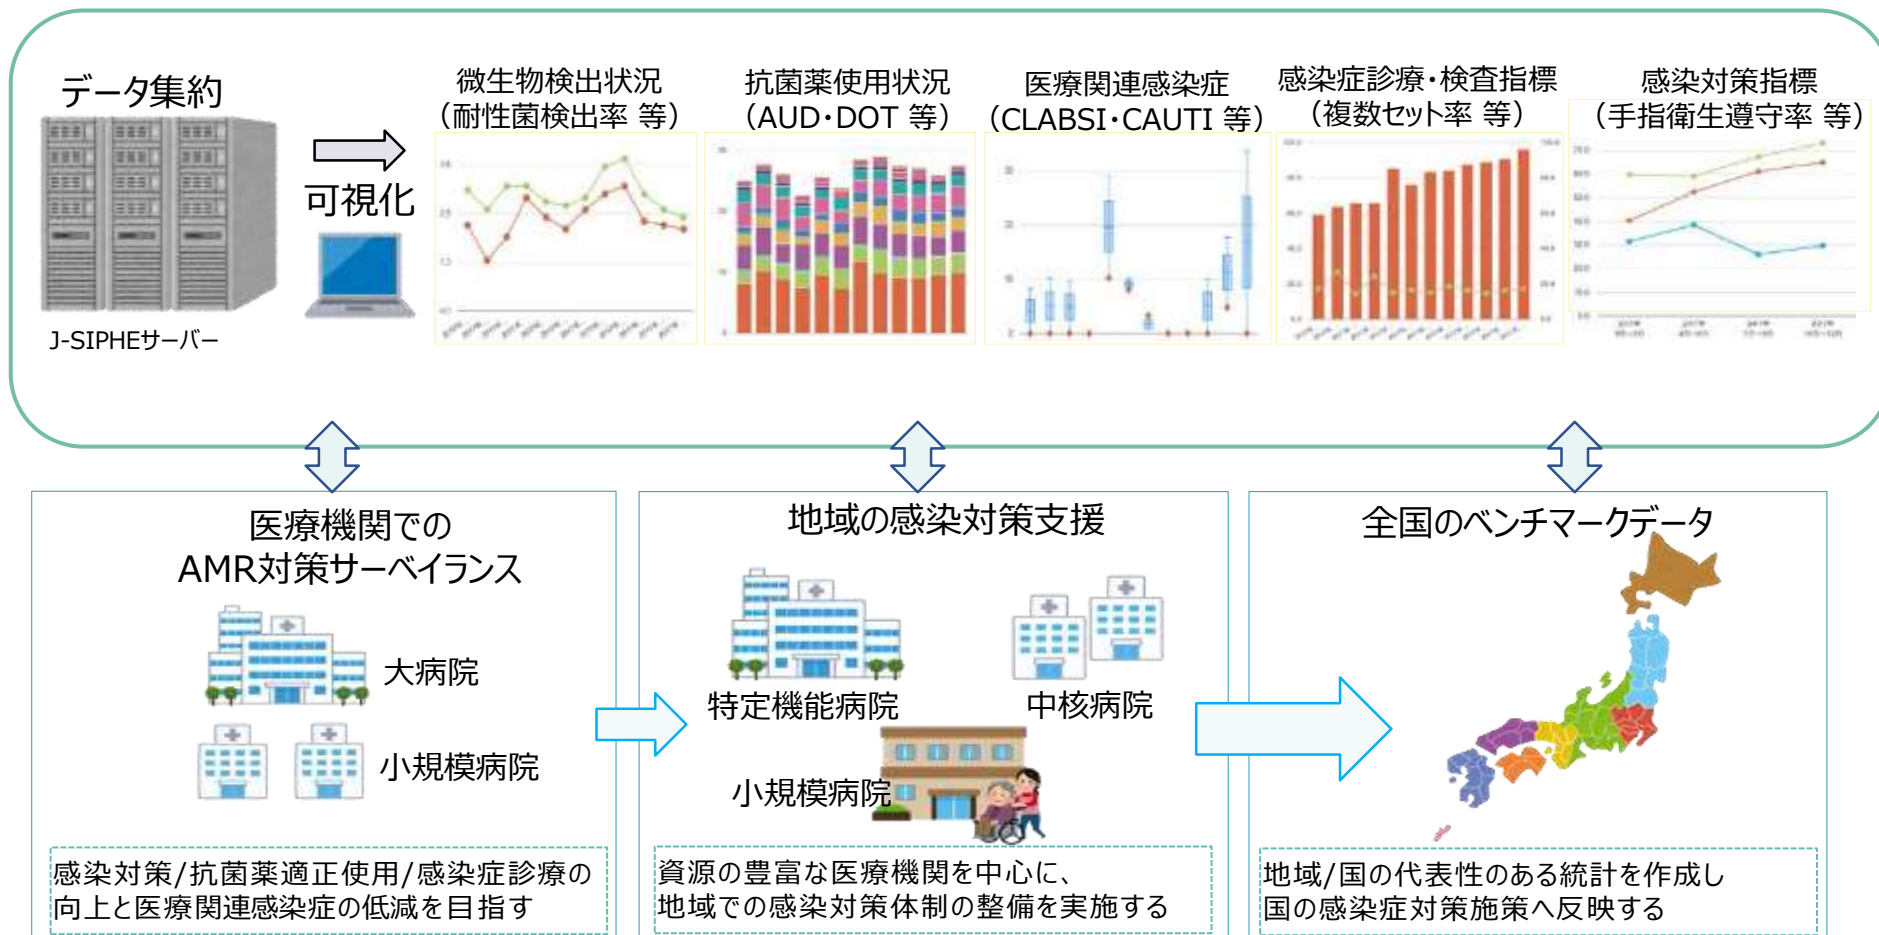 データ集約
J-SIPHEサーバー
可視化
微生物検出状況
（耐性菌検出率 等）
抗菌薬使用状況
（AUD・DOT 等）
医療関連感染症
（CLABSI・CAUTI 等）
感染症診療・検査指標
（複数セット率 等）
感染対策指標
（手指衛生遵守率 等）
医療機関での
AMR対策サーベイランス
大病院
小規模病院
感染対策/抗菌薬適正使用/感染症診療の
向上と医療関連感染症の低減を目指す
地域の感染対策支援
特定機能病院
中核病院
小規模病院
資源の豊富な医療機関を中心に、
地域での感染対策体制の整備を実施する
全国のベンチマークデータ
地域/国の代表性のある統計を作成し
国の感染症対策施策へ反映する